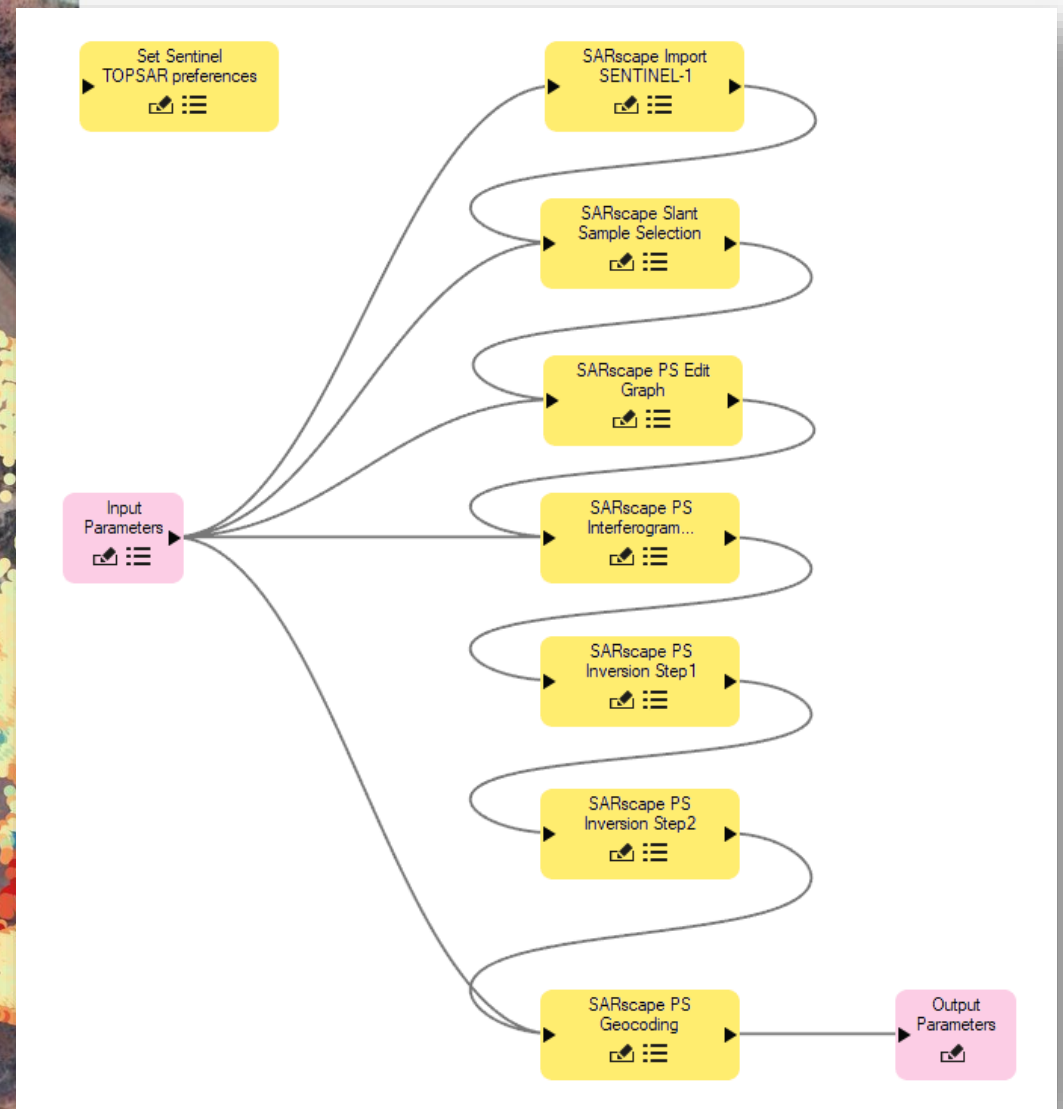 Set Sentinel
TOPSAR preferences
SARscape Import
SENTINEL-1
SARscape Slant
Sample Selection
SARscape PS Edit
Graph
Input
Parameters
SARscape PS
Interferogram...
SARscape PS
Inversion Step1
SARscape PS
Inversion Step2
SARscape PS
Geocoding
Output
Parameters